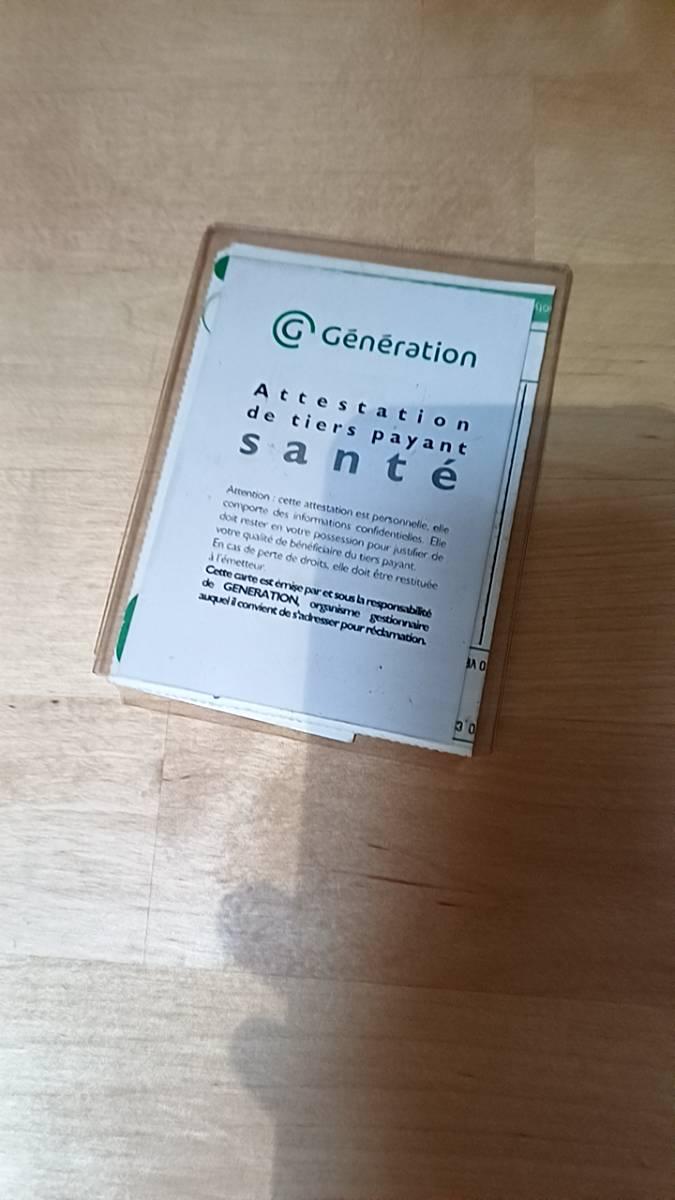 Génération
Attestation
de tiers payant
santé
Attention : cette attestation est personnelle, elle
comporte des informations confidentielles. Elle
doit rester en votre possession pour justifier de
votre qualité de bénéficiaire du tiers payant.
En cas de perte de droits, elle doit être restituée
à l'émetteur.
Cette carte est émise par et sous la responsabilité
de GENERATION, organisme gestionnaire
auquel il convient de s'adresser pour réclamation.